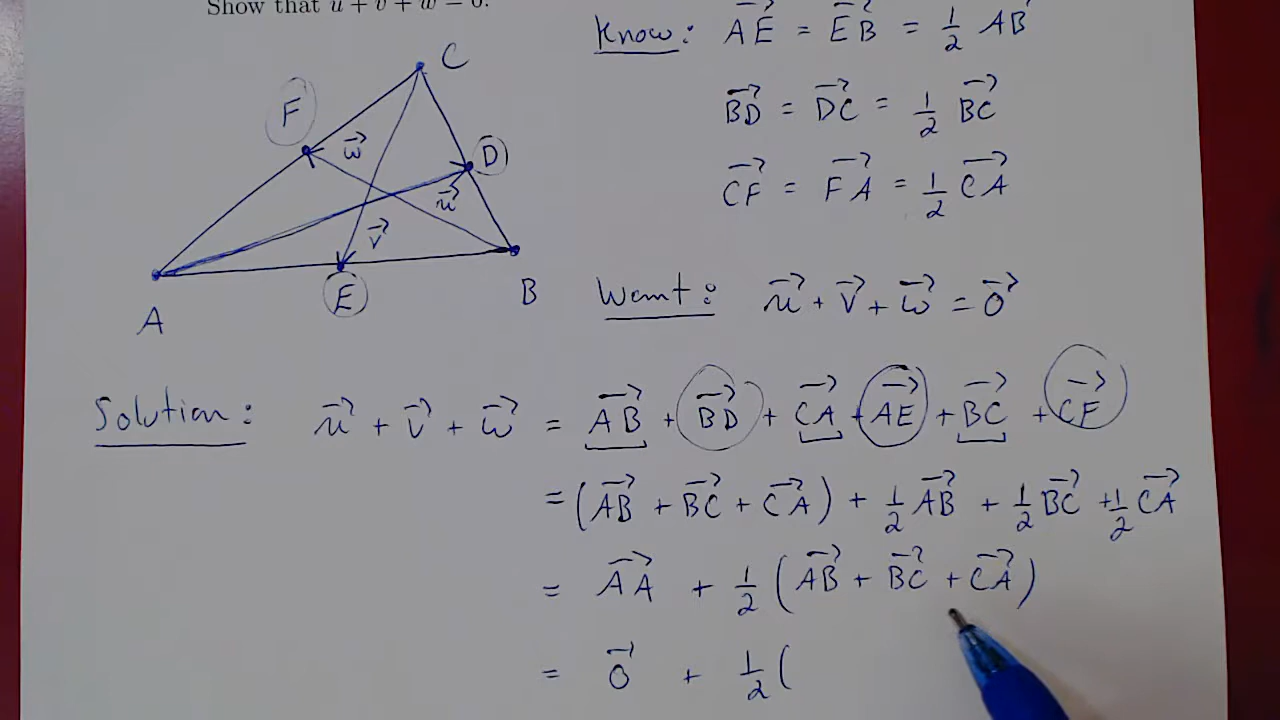 Show that u + v + w = 0.
Know: →AE = →EB = 1/2 →AB
→BD = →DC = 1/2 →BC
→CF = →FA = 1/2 →CA
C
F
→w
D
→u
→v
A
E
B
Want: →u + →v + →w = →0
Solution: →u + →v + →w = →AB + →BD + →CA + →AE + →BC + →CF
= (→AB + →BC + →CA) + 1/2 →AB + 1/2 →BC + 1/2 →CA
= →AA + 1/2 (→AB + →BC + →CA)
= →0 + 1/2 (